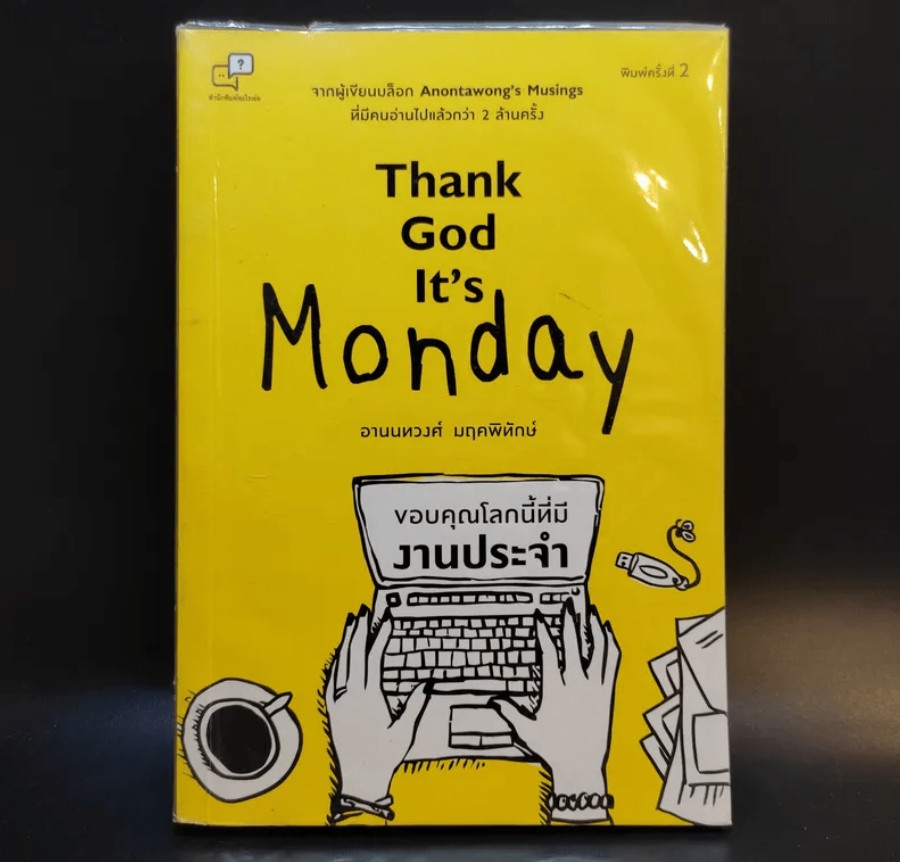 ?
สำนักพิมพ์อะไรเอ่ย
พิมพ์ครั้งที่ 2
จากผู้เขียนบล็อก Anontawong's Musings
ที่มีคนอ่านไปแล้วกว่า 2 ล้านครั้ง
Thank
God
It's
Monday
อานนทวงศ์ มฤคพิทักษ์
ขอบคุณโลกนี้ที่มี
งานประจำ